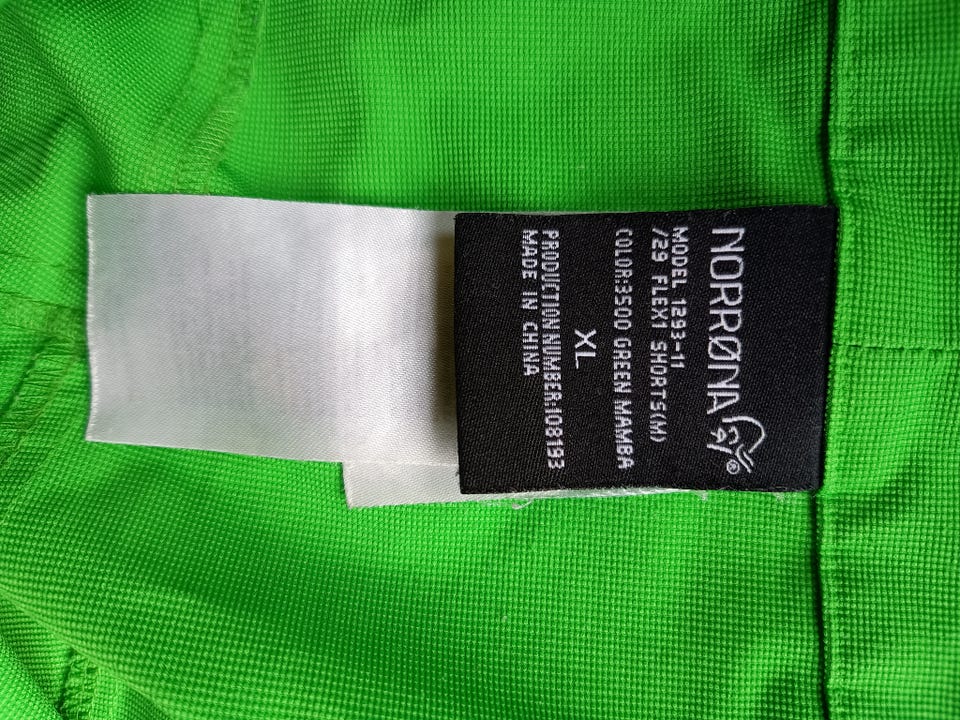 NORRØNA®
MODEL 1293-11
/29 FLEX1 SHORTS(M)
COLOR:3500 GREEN MAMBA
XL
PRODUCTION NUMBER:108193
MADE IN CHINA